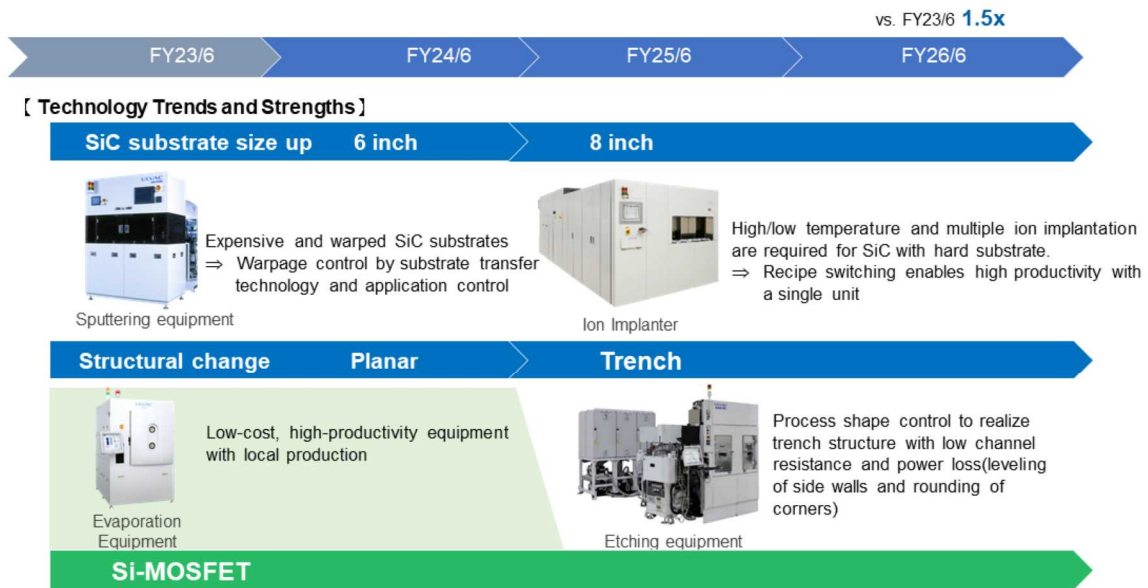 vs. FY23/6 1.5x
FY23/6 FY24/6 FY25/6 FY26/6
【 Technology Trends and Strengths 】
SiC substrate size up 6 inch 8 inch
ULVAC
Expensive and warped SiC substrates
⇒ Warpage control by substrate transfer
technology and application control
Sputtering equipment
High/low temperature and multiple ion implantation
are required for SiC with hard substrate.
⇒ Recipe switching enables high productivity with
a single unit
Ion Implanter
Structural change Planar Trench
Low-cost, high-productivity equipment
with local production
Evaporation
Equipment
Process shape control to realize
trench structure with low channel
resistance and power loss(leveling
of side walls and rounding of
corners)
Etching equipment
Si-MOSFET